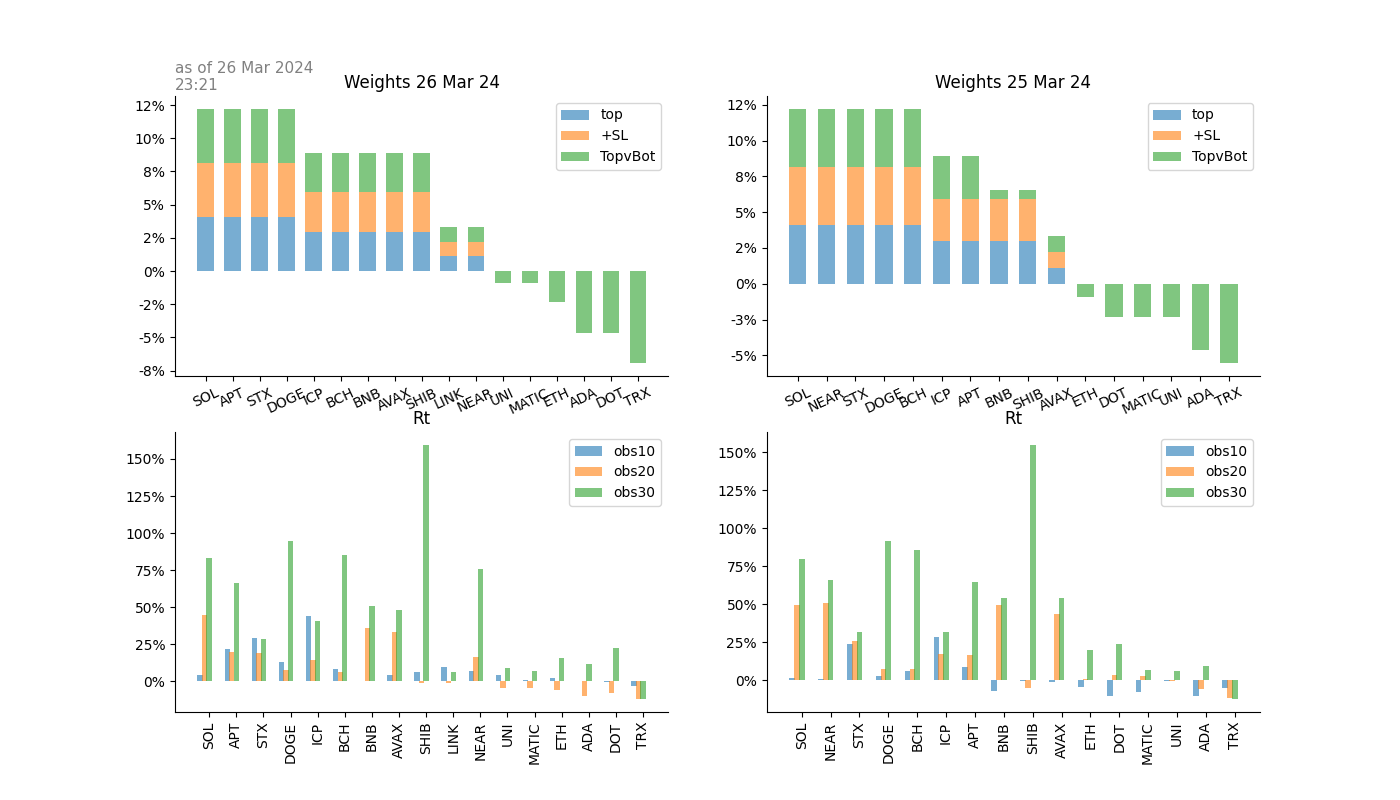 as of 26 Mar 2024
23:21
Weights 26 Mar 24
12%
10%
8%
5%
2%
0%
-2%
-5%
-8%
top
+SL
TopvBot
SOL APT STX DOGE ICP BCH BNB AVAX SHIB LINK NEAR UNI MATIC ETH ADA DOT TRX
Weights 25 Mar 24
12%
10%
8%
5%
2%
0%
-3%
-5%
top
+SL
TopvBot
SOL NEAR STX DOGE BCH ICP APT BNB SHIB AVAX ETH DOT MATIC UNI ADA TRX
Rt
150%
125%
100%
75%
50%
25%
0%
obs10
obs20
obs30
SOL APT STX DOGE ICP BCH BNB AVAX SHIB LINK NEAR UNI MATIC ETH ADA DOT TRX
Rt
150%
125%
100%
75%
50%
25%
0%
obs10
obs20
obs30
SOL NEAR STX DOGE BCH ICP APT BNB SHIB AVAX ETH DOT MATIC UNI ADA TRX